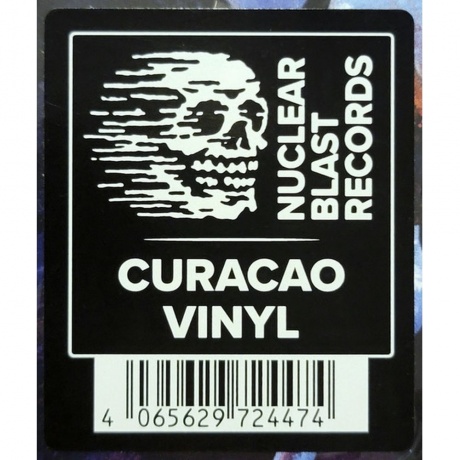 NUCLEAR
BLAST
RECORDS
CURACAO
VINYL
4 065629 724474